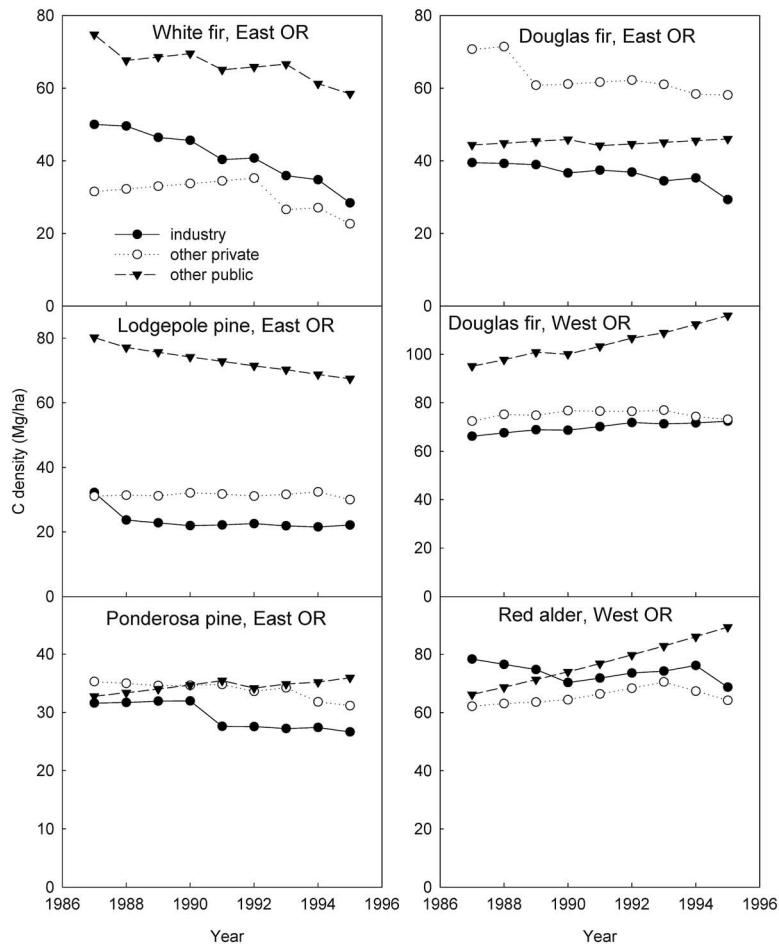 White fir, East OR
80
60
40
20
0
industry
other private
other public
Douglas fir, East OR
80
60
40
20
0
Lodgepole pine, East OR
80
60
40
20
0
C density (Mg/ha)
Douglas fir, West OR
100
80
60
40
20
0
Ponderosa pine, East OR
40
30
20
10
0
1986 1988 1990 1992 1994 1996
Year
Red alder, West OR
80
60
40
20
0
1986 1988 1990 1992 1994 1996
Year